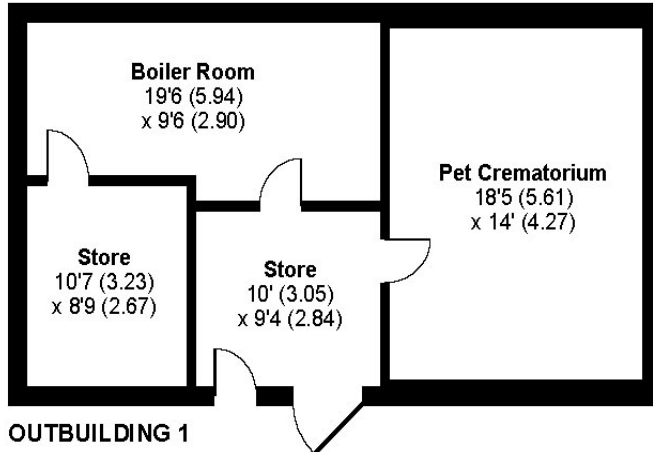 Boiler Room
19'6 (5.94)
x 9'6 (2.90)
Pet Crematorium
18'5 (5.61)
x 14' (4.27)
Store
10'7 (3.23)
x 8'9 (2.67)
Store
10' (3.05)
x 9'4 (2.84)
OUTBUILDING 1